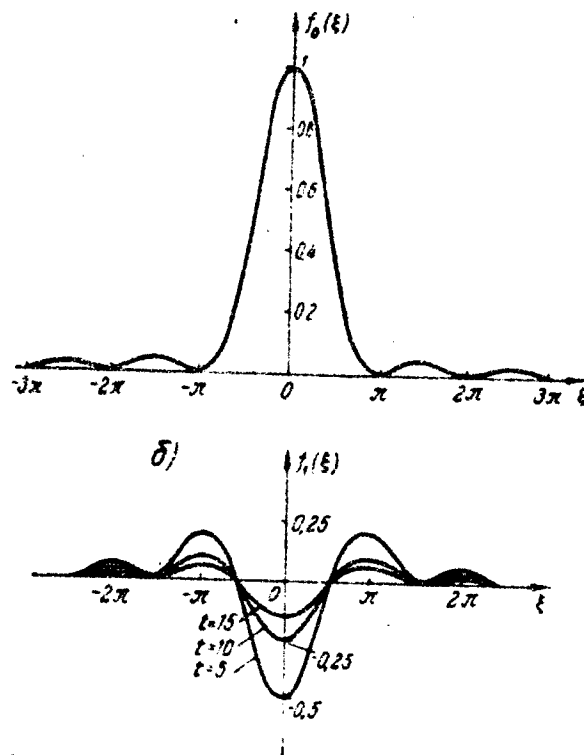 f₀(ξ)
1
0.8
0.6
0.4
0.2
-3π -2π -π 0 π 2π 3π ξ
б) f₁(ξ)
0,25
-2π -π 0 π 2π ξ
t=15
t=10
t=5
-0,25
-0,5